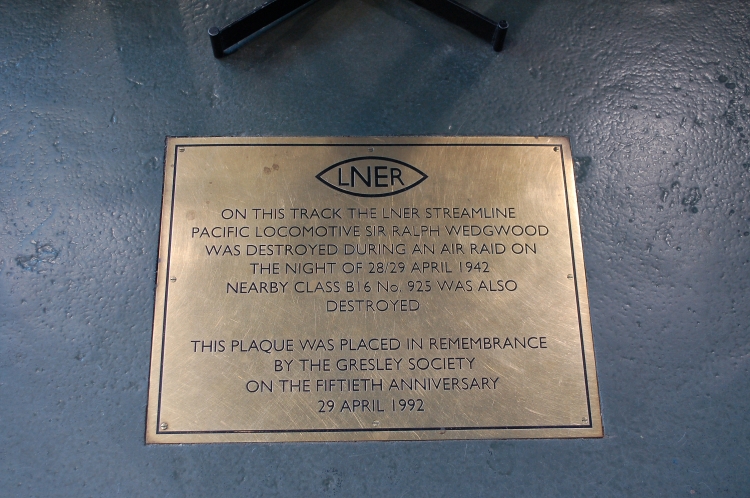 LNER
ON THIS TRACK THE LNER STREAMLINE
PACIFIC LOCOMOTIVE SIR RALPH WEDGWOOD
WAS DESTROYED DURING AN AIR RAID ON
THE NIGHT OF 28/29 APRIL 1942
NEARBY CLASS B16 No. 925 WAS ALSO
DESTROYED
THIS PLAQUE WAS PLACED IN REMEMBRANCE
BY THE GRESLEY SOCIETY
ON THE FIFTIETH ANNIVERSARY
29 APRIL 1992